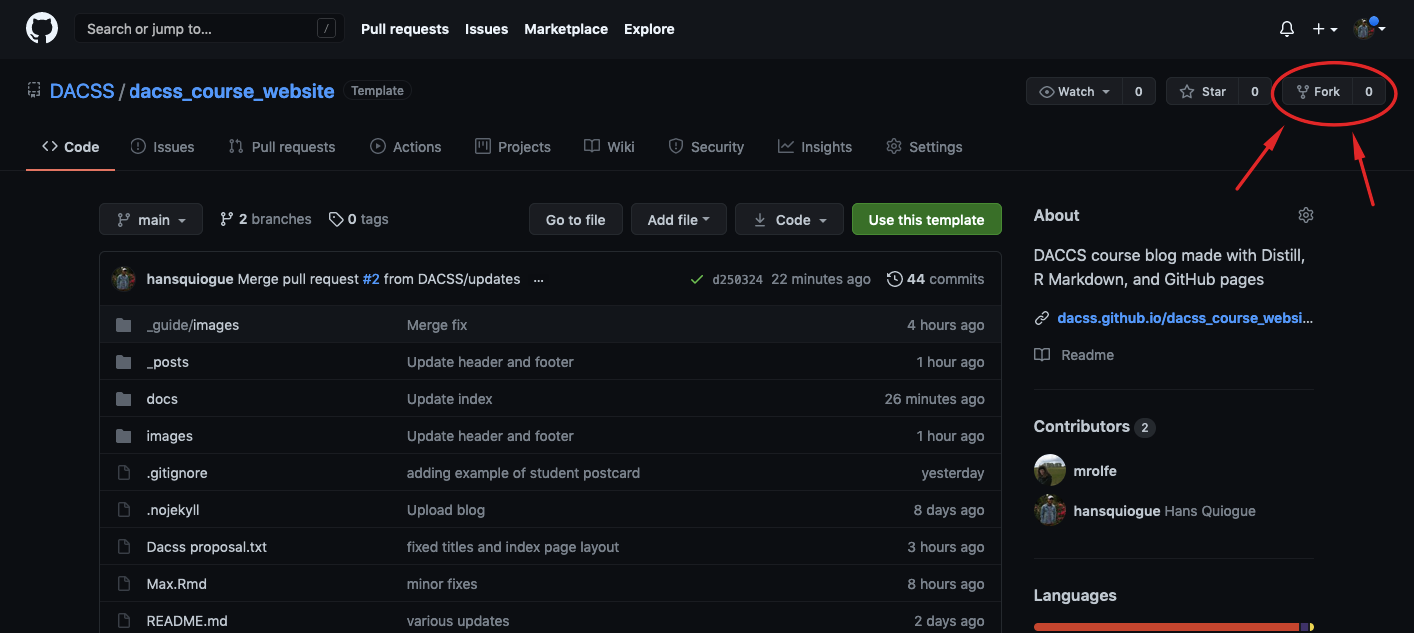 Search or jump to... / Pull requests Issues Marketplace Explore
DACSS / dacss_course_website Template Watch 0 Star 0 Fork 0
Code Issues Pull requests Actions Projects Wiki Security Insights Settings
main 2 branches 0 tags Go to file Add file Code Use this template
About
DACCS course blog made with Distill,
R Markdown, and GitHub pages
dacss.github.io/dacss_course_websi...
Readme
hansquiogue Merge pull request #2 from DACSS/updates ... d250324 22 minutes ago 44 commits
_guide/images Merge fix 4 hours ago
_posts Update header and footer 1 hour ago
docs Update index 26 minutes ago
images Update header and footer 1 hour ago
.gitignore adding example of student postcard yesterday
.nojekyll Upload blog 8 days ago
Dacss proposal.txt fixed titles and index page layout 3 hours ago
Max.Rmd minor fixes 8 hours ago
README.md various updates 2 days ago
Contributors 2
mrolfe
hansquiogue Hans Quiogue
Languages